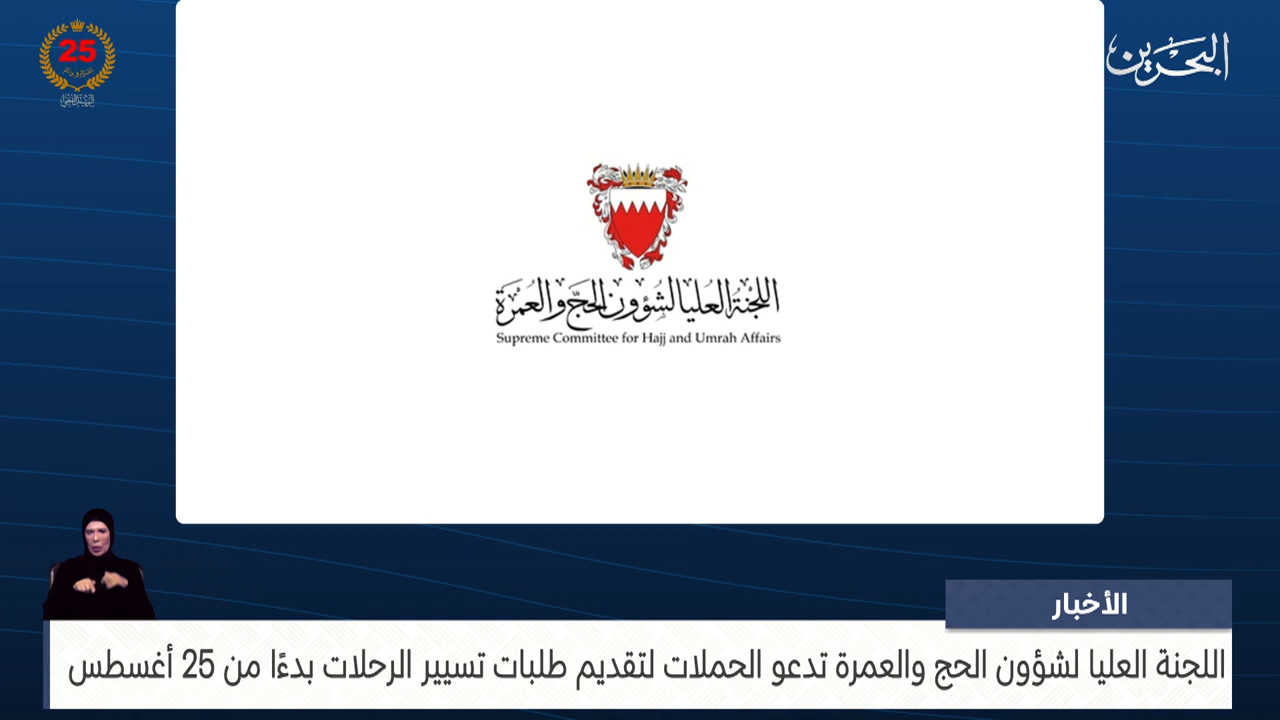 البحرين
25
اللجنة العليا لشؤون الحج والعمرة
Supreme Committee for Hajj and Umrah Affairs
الأخبار
اللجنة العليا لشؤون الحج والعمرة تدعو الحملات لتقديم طلبات تسيير الرحلات بدءًا من 25 أغسطس